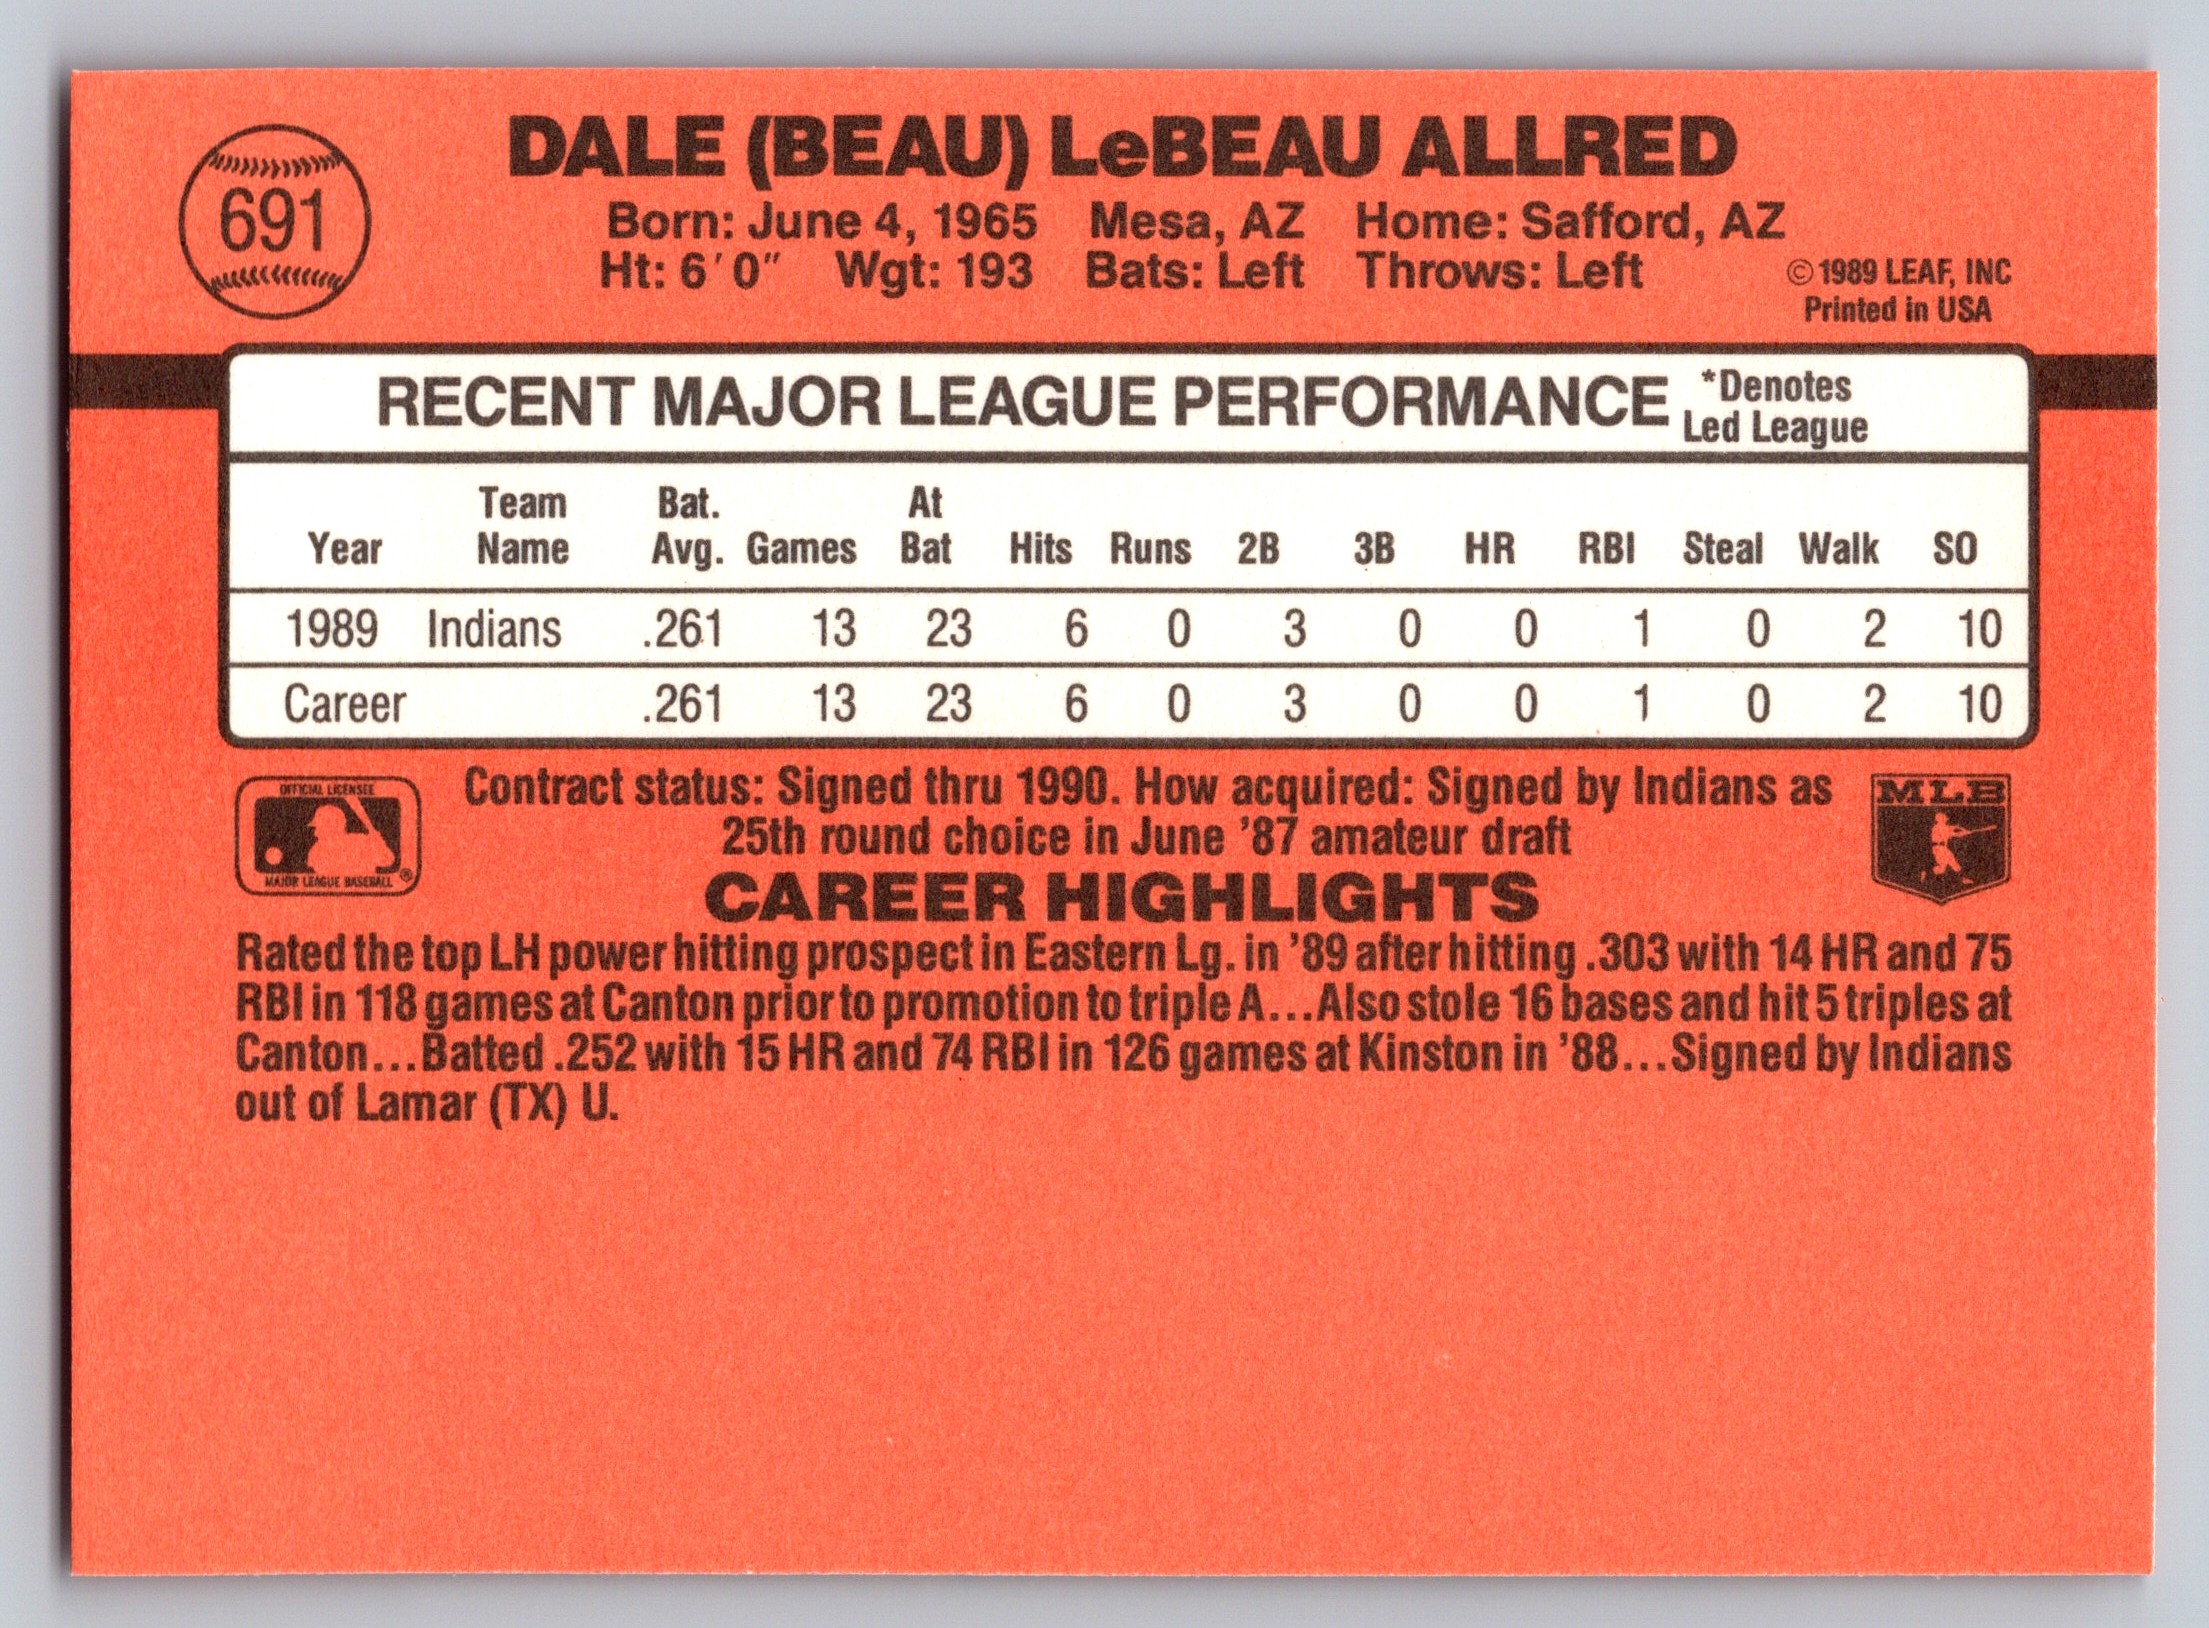 691
DALE (BEAU) LeBEAU ALLRED
Born: June 4, 1965 Mesa, AZ Home: Safford, AZ
Ht: 6' 0" Wgt: 193 Bats: Left Throws: Left
©1989 LEAF, INC
Printed in USA
RECENT MAJOR LEAGUE PERFORMANCE *Denotes
Led League
Year Team Name Bat. Avg. Games At Bat Hits Runs 2B 3B HR RBI Steal Walk SO
1989 Indians .261 13 23 6 0 3 0 0 1 0 2 10
Career .261 13 23 6 0 3 0 0 1 0 2 10
OFFICIAL LICENSEE
MAJOR LEAGUE BASEBALL ®
Contract status: Signed thru 1990. How acquired: Signed by Indians as
25th round choice in June '87 amateur draft
MLB
CAREER HIGHLIGHTS
Rated the top LH power hitting prospect in Eastern Lg. in '89 after hitting .303 with 14 HR and 75
RBI in 118 games at Canton prior to promotion to triple A...Also stole 16 bases and hit 5 triples at
Canton...Batted .252 with 15 HR and 74 RBI in 126 games at Kinston in '88...Signed by Indians
out of Lamar (TX) U.